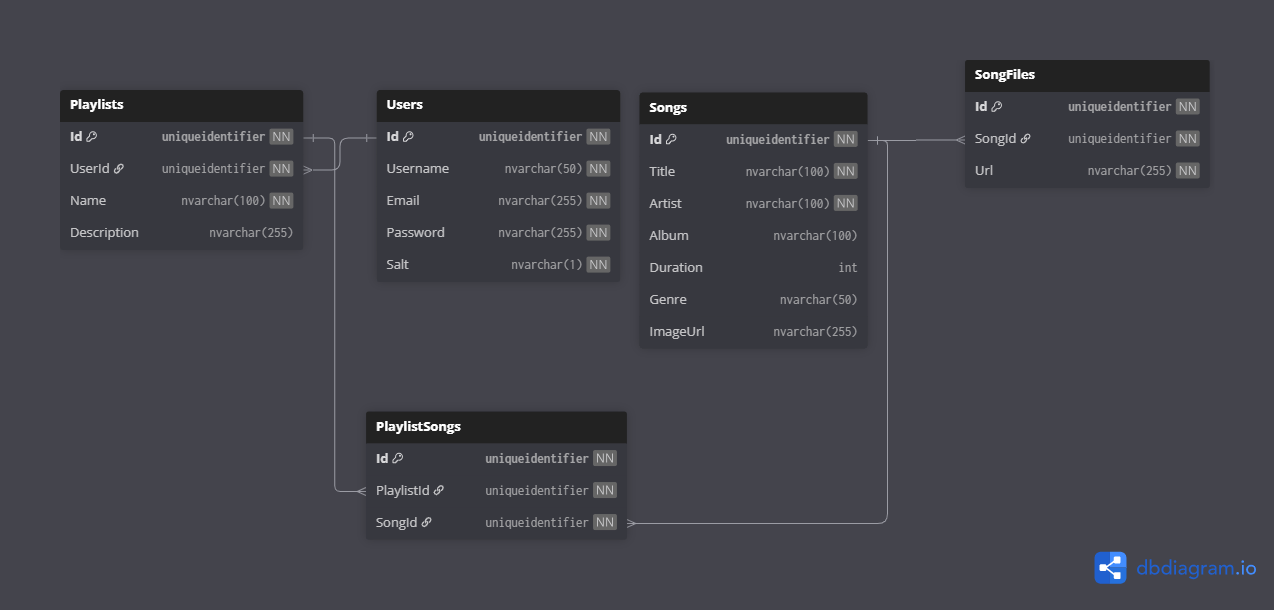 Playlists
Id uniqueidentifier NN
UserId uniqueidentifier NN
Name nvarchar(100) NN
Description nvarchar(255)
Users
Id uniqueidentifier NN
Username nvarchar(50) NN
Email nvarchar(255) NN
Password nvarchar(255) NN
Salt nvarchar(1) NN
Songs
Id uniqueidentifier NN
Title nvarchar(100) NN
Artist nvarchar(100) NN
Album nvarchar(100)
Duration int
Genre nvarchar(50)
ImageUrl nvarchar(255)
SongFiles
Id uniqueidentifier NN
SongId uniqueidentifier NN
Url nvarchar(255) NN
PlaylistSongs
Id uniqueidentifier NN
PlaylistId uniqueidentifier NN
SongId uniqueidentifier NN
dbdiagram.io